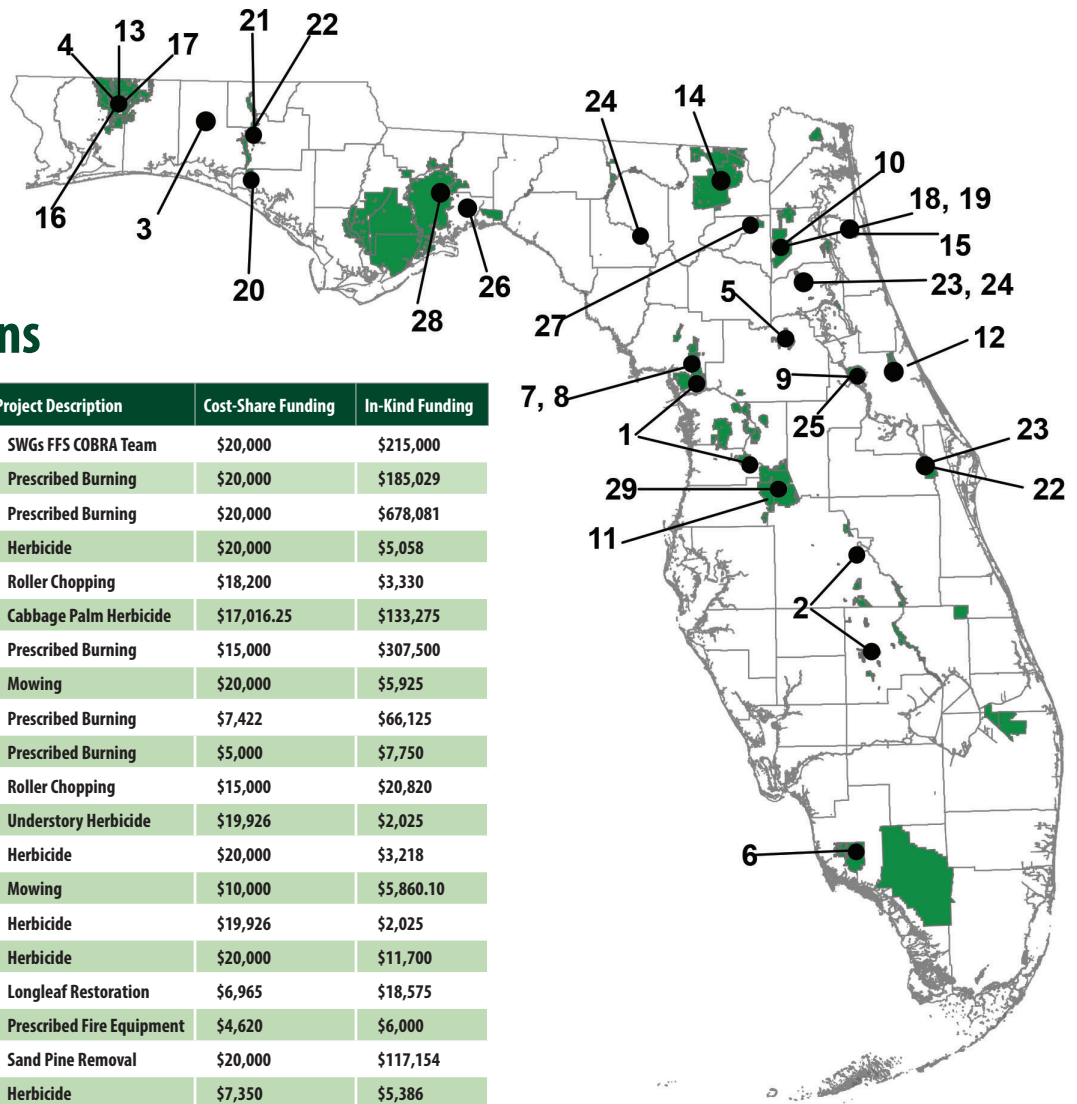 13
21
22
4
17
24
14
10
18, 19
15
16
3
20
28
26
27
5
23, 24
12
9
7, 8
25
1
23
22
29
11
2
6
ns
Project Description Cost-Share Funding In-Kind Funding
SWGs FFS COBRA Team $20,000 $215,000
Prescribed Burning $20,000 $185,029
Prescribed Burning $20,000 $678,081
Herbicide $20,000 $5,058
Roller Chopping $18,200 $3,330
Cabbage Palm Herbicide $17,016.25 $133,275
Prescribed Burning $15,000 $307,500
Mowing $20,000 $5,925
Prescribed Burning $7,422 $66,125
Prescribed Burning $5,000 $7,750
Roller Chopping $15,000 $20,820
Understory Herbicide $19,926 $2,025
Herbicide $20,000 $3,218
Mowing $10,000 $5,860.10
Herbicide $19,926 $2,025
Herbicide $20,000 $11,700
Longleaf Restoration $6,965 $18,575
Prescribed Fire Equipment $4,620 $6,000
Sand Pine Removal $20,000 $117,154
Herbicide $7,350 $5,386